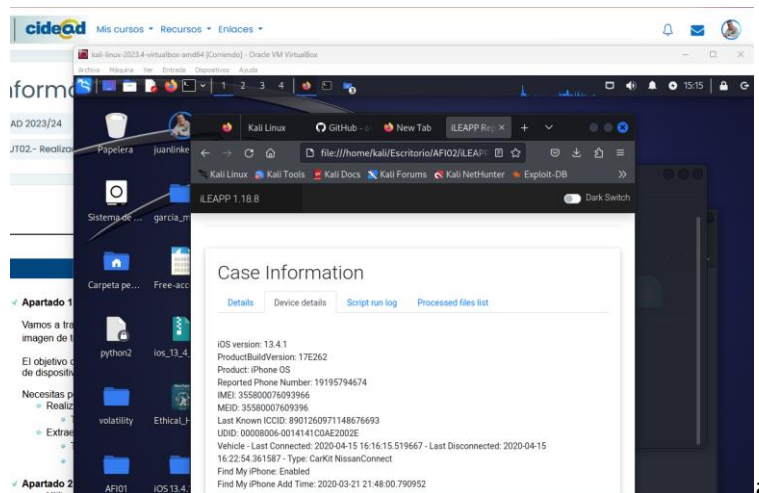 cidead Mis cursos Recursos Enlaces
kali-linux-2023.4-virtualbox-amd64 [Corriendo] - Oracle VM VirtualBox
Archivo Máquina Ver Entrada Dispositivos Ayuda
1 2 3 4 15:15
AD 2023/24
Papelera
Kali Linux GitHub - New Tab iLEAPP Rep
file:///home/kali/Escritorio/AFI02/iLEAPP
Kali Linux Kali Tools Kali Docs Kali Forums Kali NetHunter Exploit-DB
iLEAPP 1.18.8 Dark Switch
Sistema de ...
Case Information
Carpeta pe...
Details Device details Script run log Processed files list
Apartado 1
Vamos a tra
imagen de t
python2
El objetivo
de dispositiv
iOS version: 13.4.1
ProductBuildVersion: 17E262
Product: iPhone OS
Reported Phone Number: 19195794674
IMEI: 355800076093966
MEID: 35580007609396
Last Known ICCID: 8901260971148676693
UDID: 00008006-0014141C0AE2002E
Vehicle - Last Connected: 2020-04-15 16:16:15.519667 - Last Disconnected: 2020-04-15
16:22:54.361587 - Type: CarKit NissanConnect
Find My iPhone: Enabled
Find My iPhone Add Time: 2020-03-21 21:48:00.790952
Necesitas p
Realiz
volatility
Extrae
Apartado 2
AFI01
iOS 13.4.1